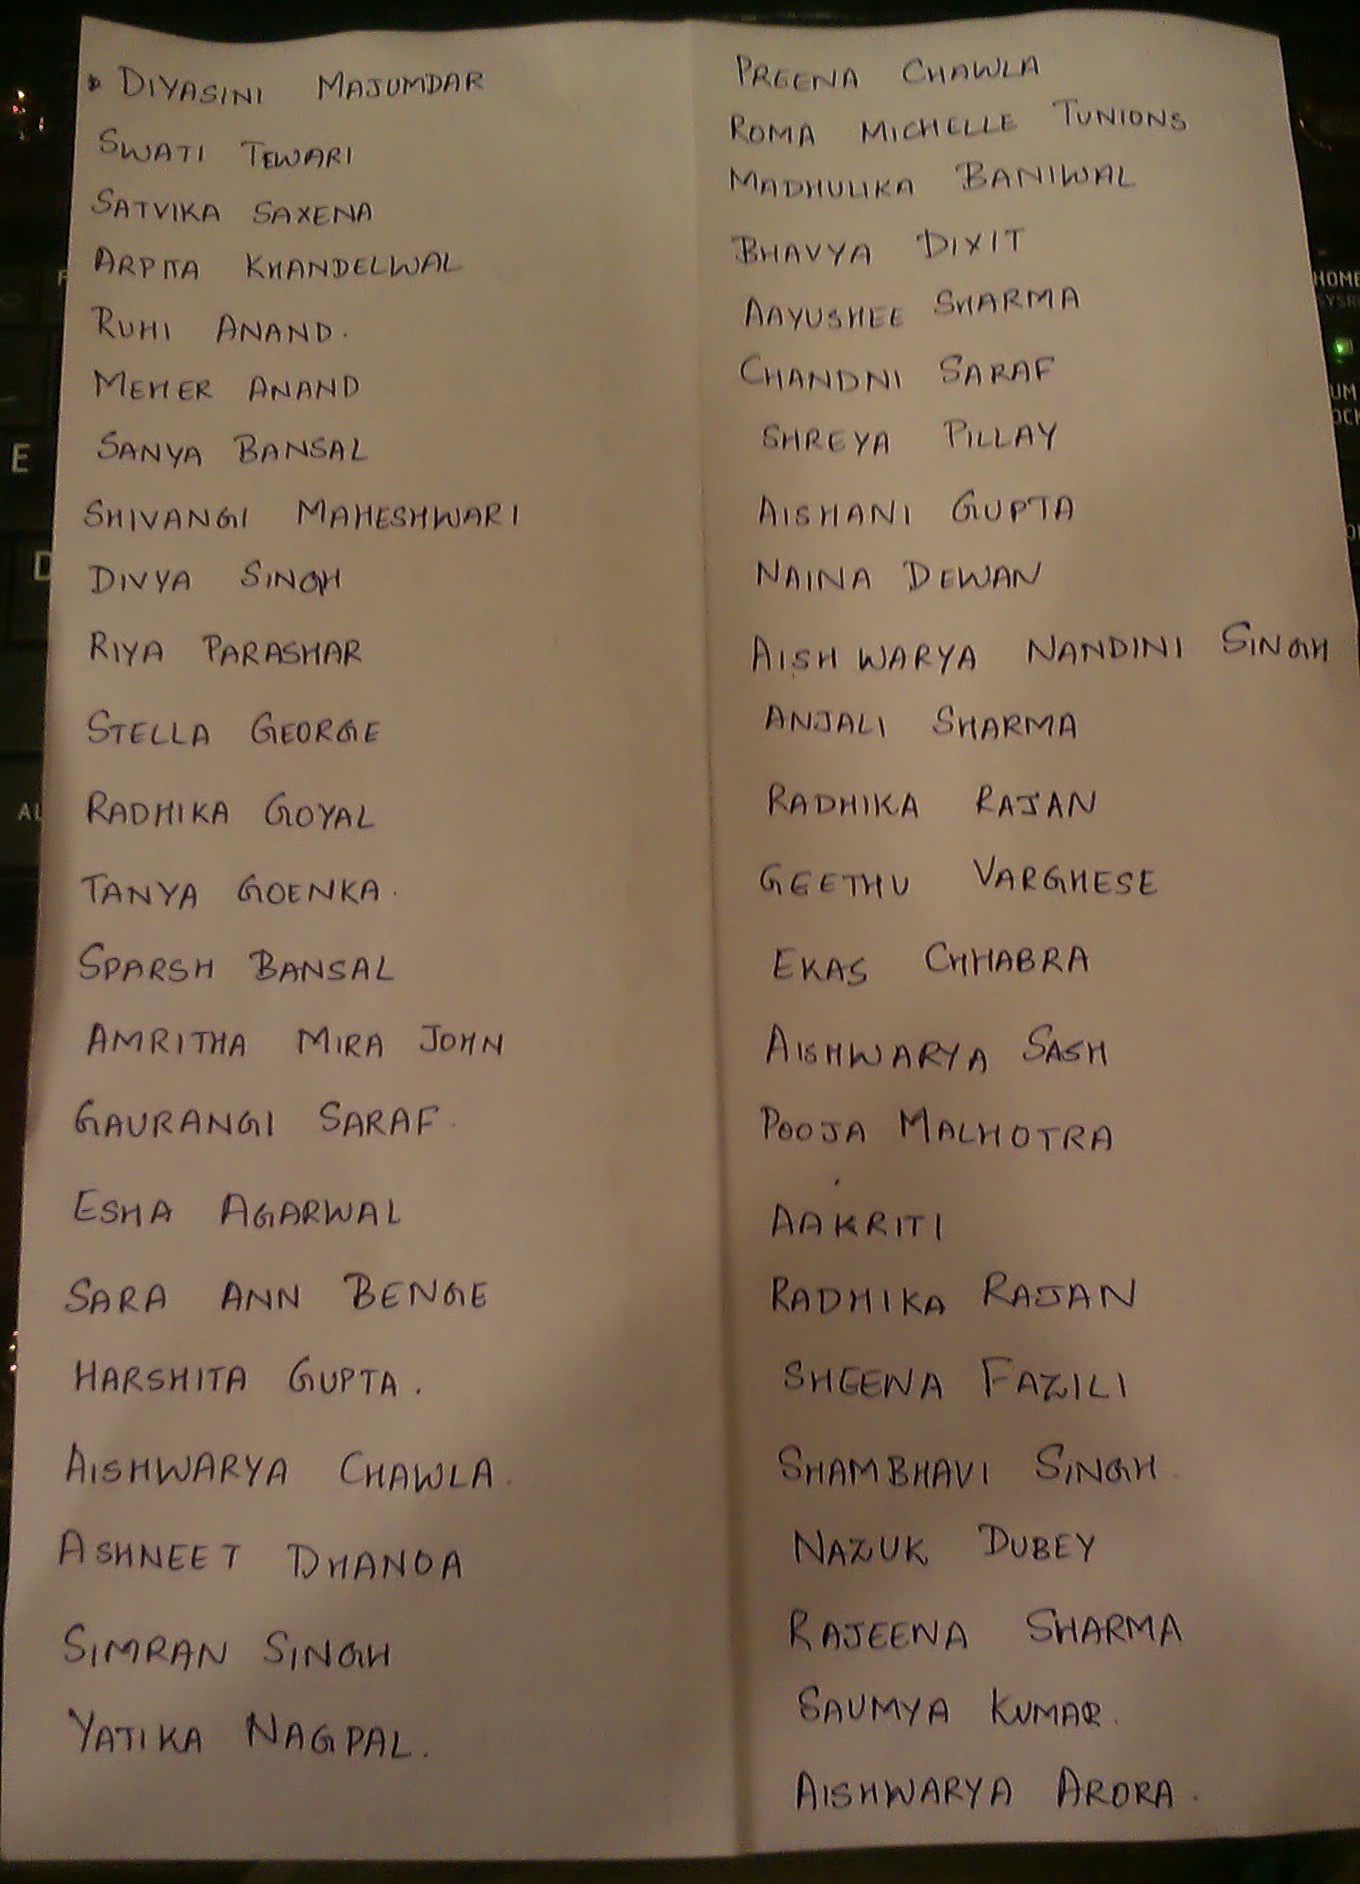 DIYASINI MAJUMDAR
SWATI TEWARI
SATVIKA SAXENA
ARPITA KHANDELWAL
RUHI ANAND.
MEHER ANAND
SANYA BANSAL
SHIVANGI MAHESHWARI
DIVYA SINGH
RIYA PARASHAR
STELLA GEORGE
RADHIKA GOYAL
TANYA GOENKA.
SPARSH BANSAL
AMRITHA MIRA JOHN
GAURANGI SARAF.
ESHA AGARWAL
SARA ANN BENGE
HARSHITA GUPTA.
AISHWARYA CHAWLA.
ASHNEET DHANOA
SIMRAN SINGH
YATIKA NAGPAL.
PREENA CHAWLA
ROMA MICHELLE TUNIONS
MADHULIKA BANIWAL
BHAVYA DIXIT
AAYUSHEE SHARMA
CHANDNI SARAF
SHREYA PILLAY
AISHANI GUPTA
NAINA DEWAN
AISHWARYA NANDINI SINGH
ANJALI SHARMA
RADHIKA RAJAN
GEETHU VARGHESE
EKAS CHHABRA
AISHWARYA SASH
POOJA MALHOTRA
AAKRITI
RADHIKA RAJAN
SHEENA FAZILI
SHAMBHAVI SINGH.
NAZUK DUBEY
RAJEENA SHARMA
SAUMYA KUMAR.
AISHWARYA ARORA.
E
D
HOME